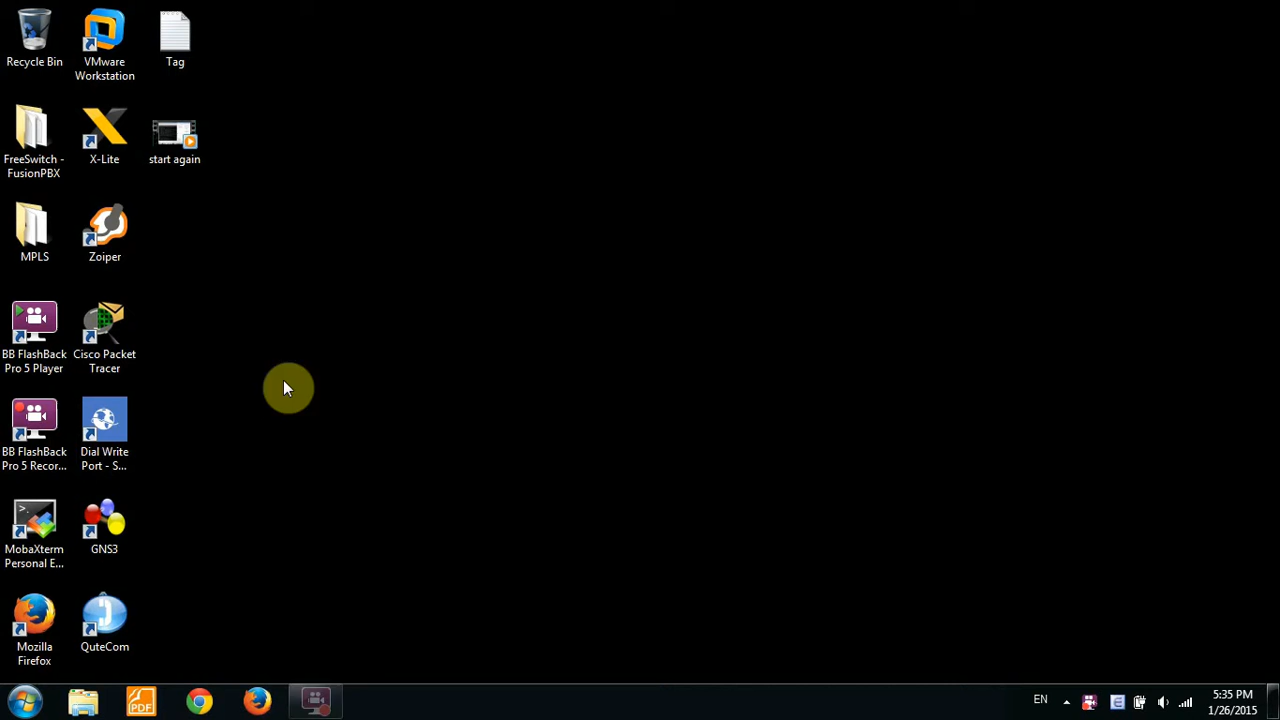 Recycle Bin
VMware
Workstation
Tag
FreeSwitch -
FusionPBX
X-Lite
start again
MPLS
Zoiper
BB FlashBack
Pro 5 Player
Cisco Packet
Tracer
BB FlashBack
Pro 5 Recor...
Dial Write
Port - S...
>_
MobaXterm
Personal E...
GNS3
Mozilla
Firefox
QuteCom
PDF
EN
5:35 PM
1/26/2015